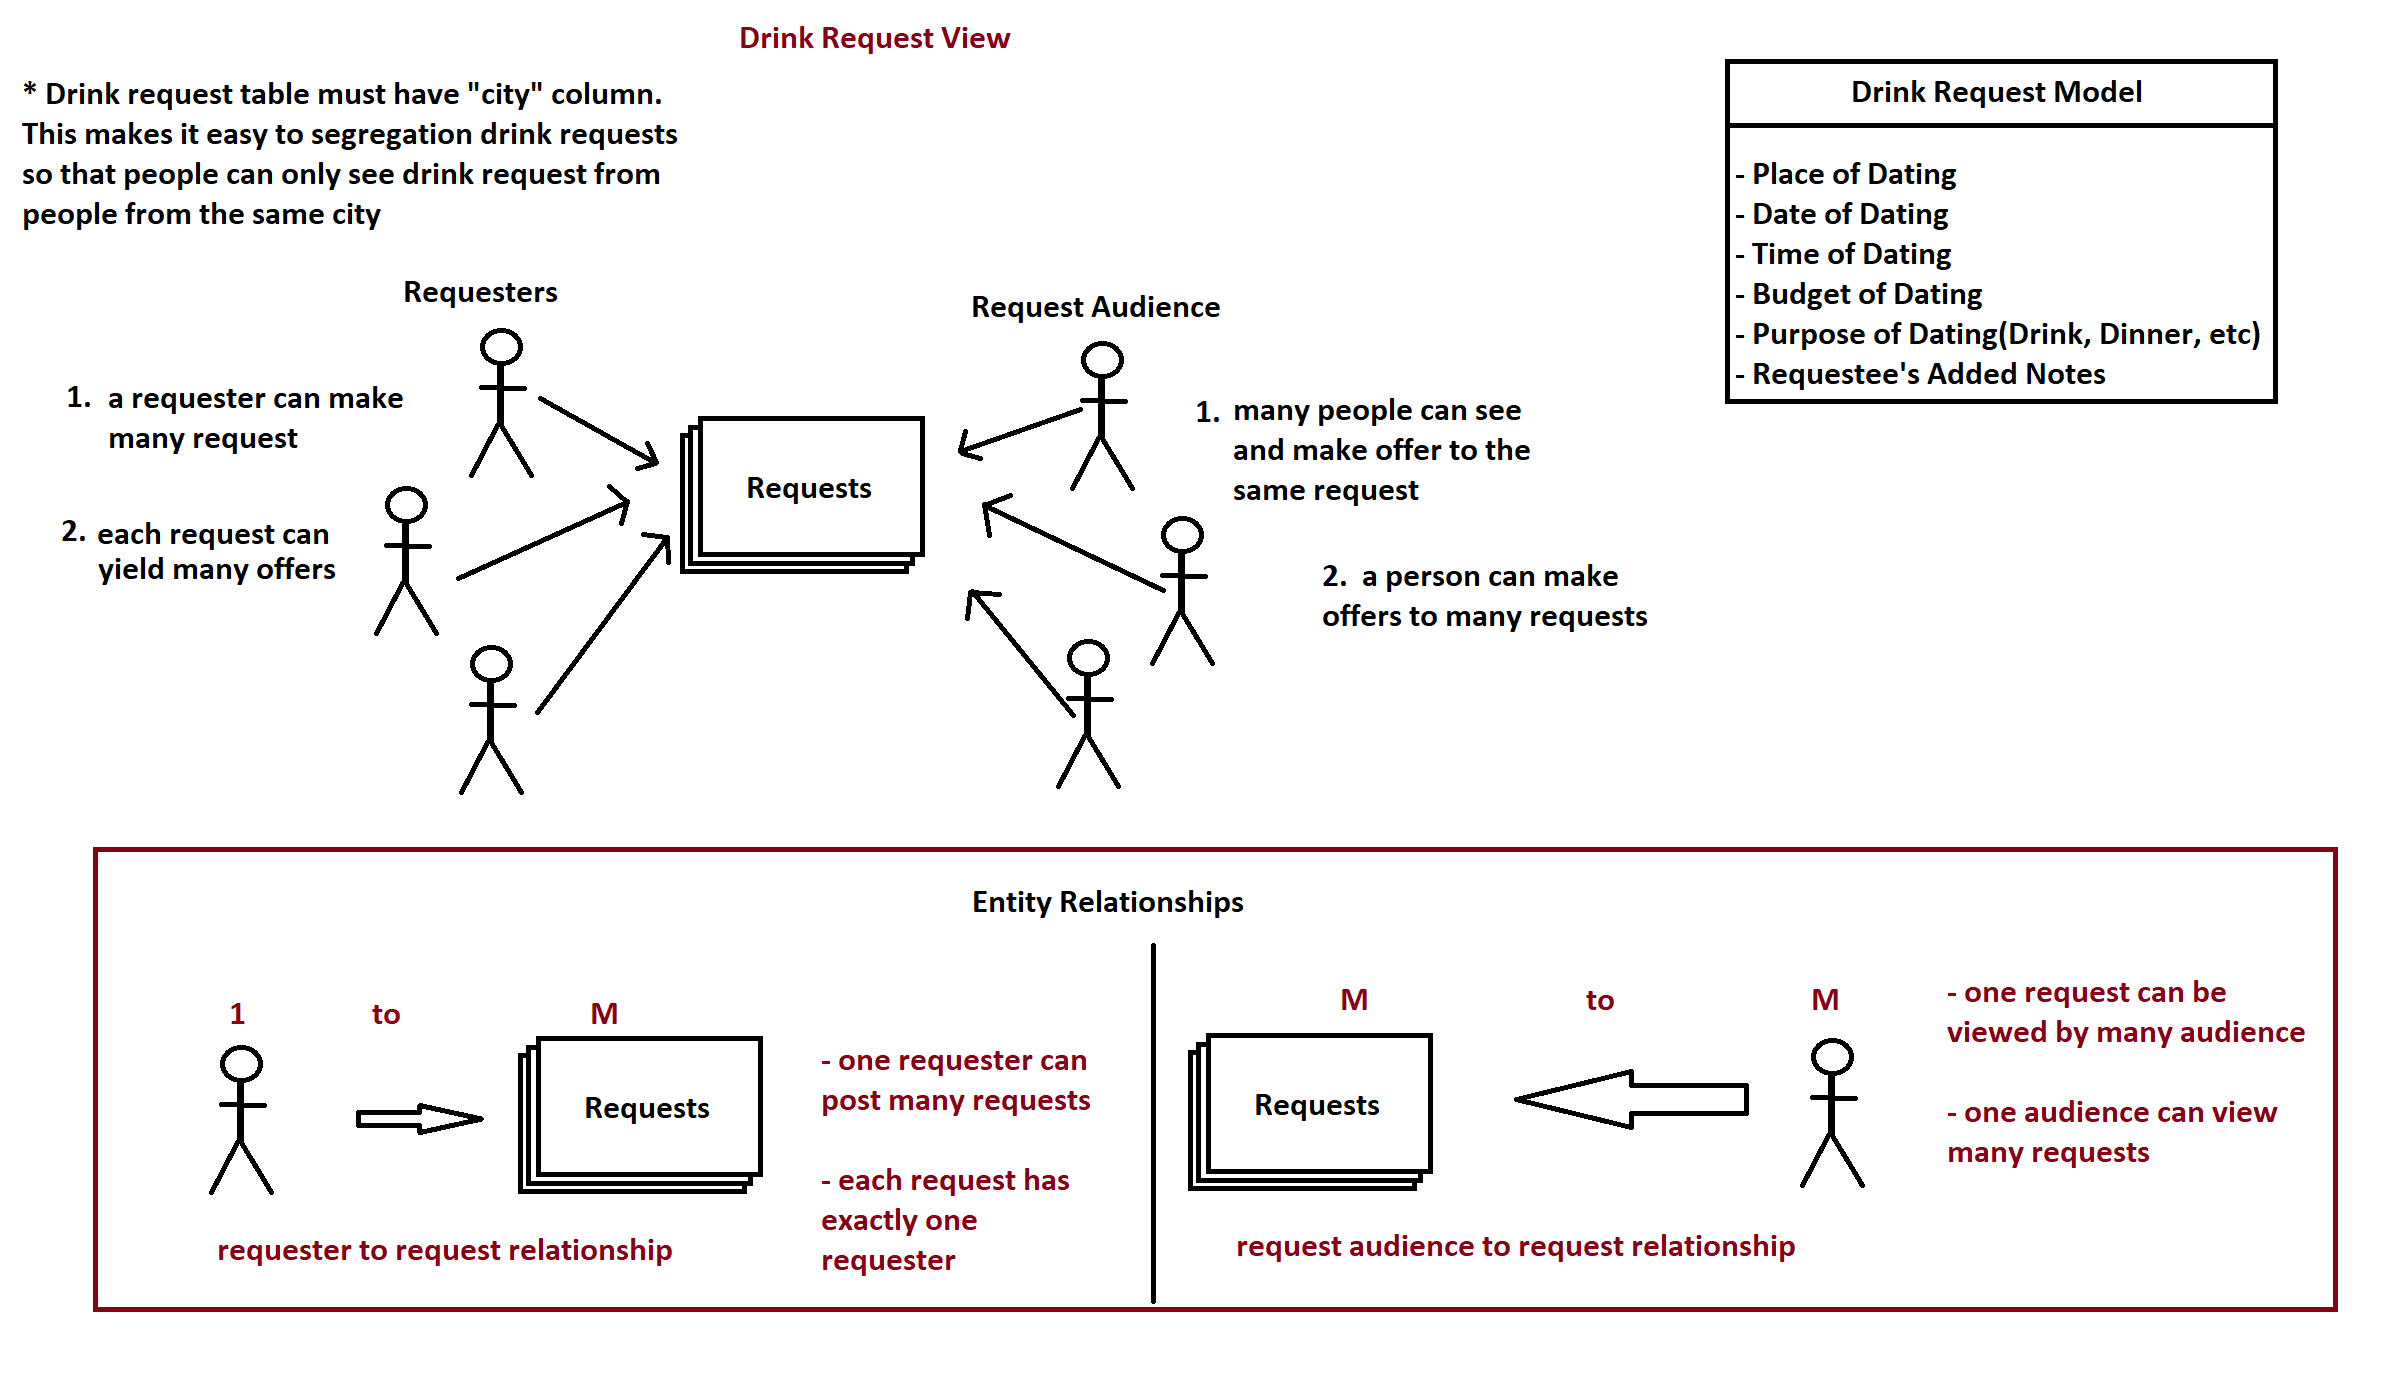 Drink Request View
* Drink request table must have "city" column.
This makes it easy to segregation drink requests
so that people can only see drink request from
people from the same city
Drink Request Model
- Place of Dating
- Date of Dating
- Time of Dating
- Budget of Dating
- Purpose of Dating(Drink, Dinner, etc)
- Requestee's Added Notes
Requesters
1. a requester can make
many request
2. each request can
yield many offers
Requests
Request Audience
1. many people can see
and make offer to the
same request
2. a person can make
offers to many requests
Entity Relationships
1 to M
Requests
- one requester can
post many requests
- each request has
exactly one
requester
requester to request relationship
M to M
Requests
- one request can be
viewed by many audience
- one audience can view
many requests
request audience to request relationship